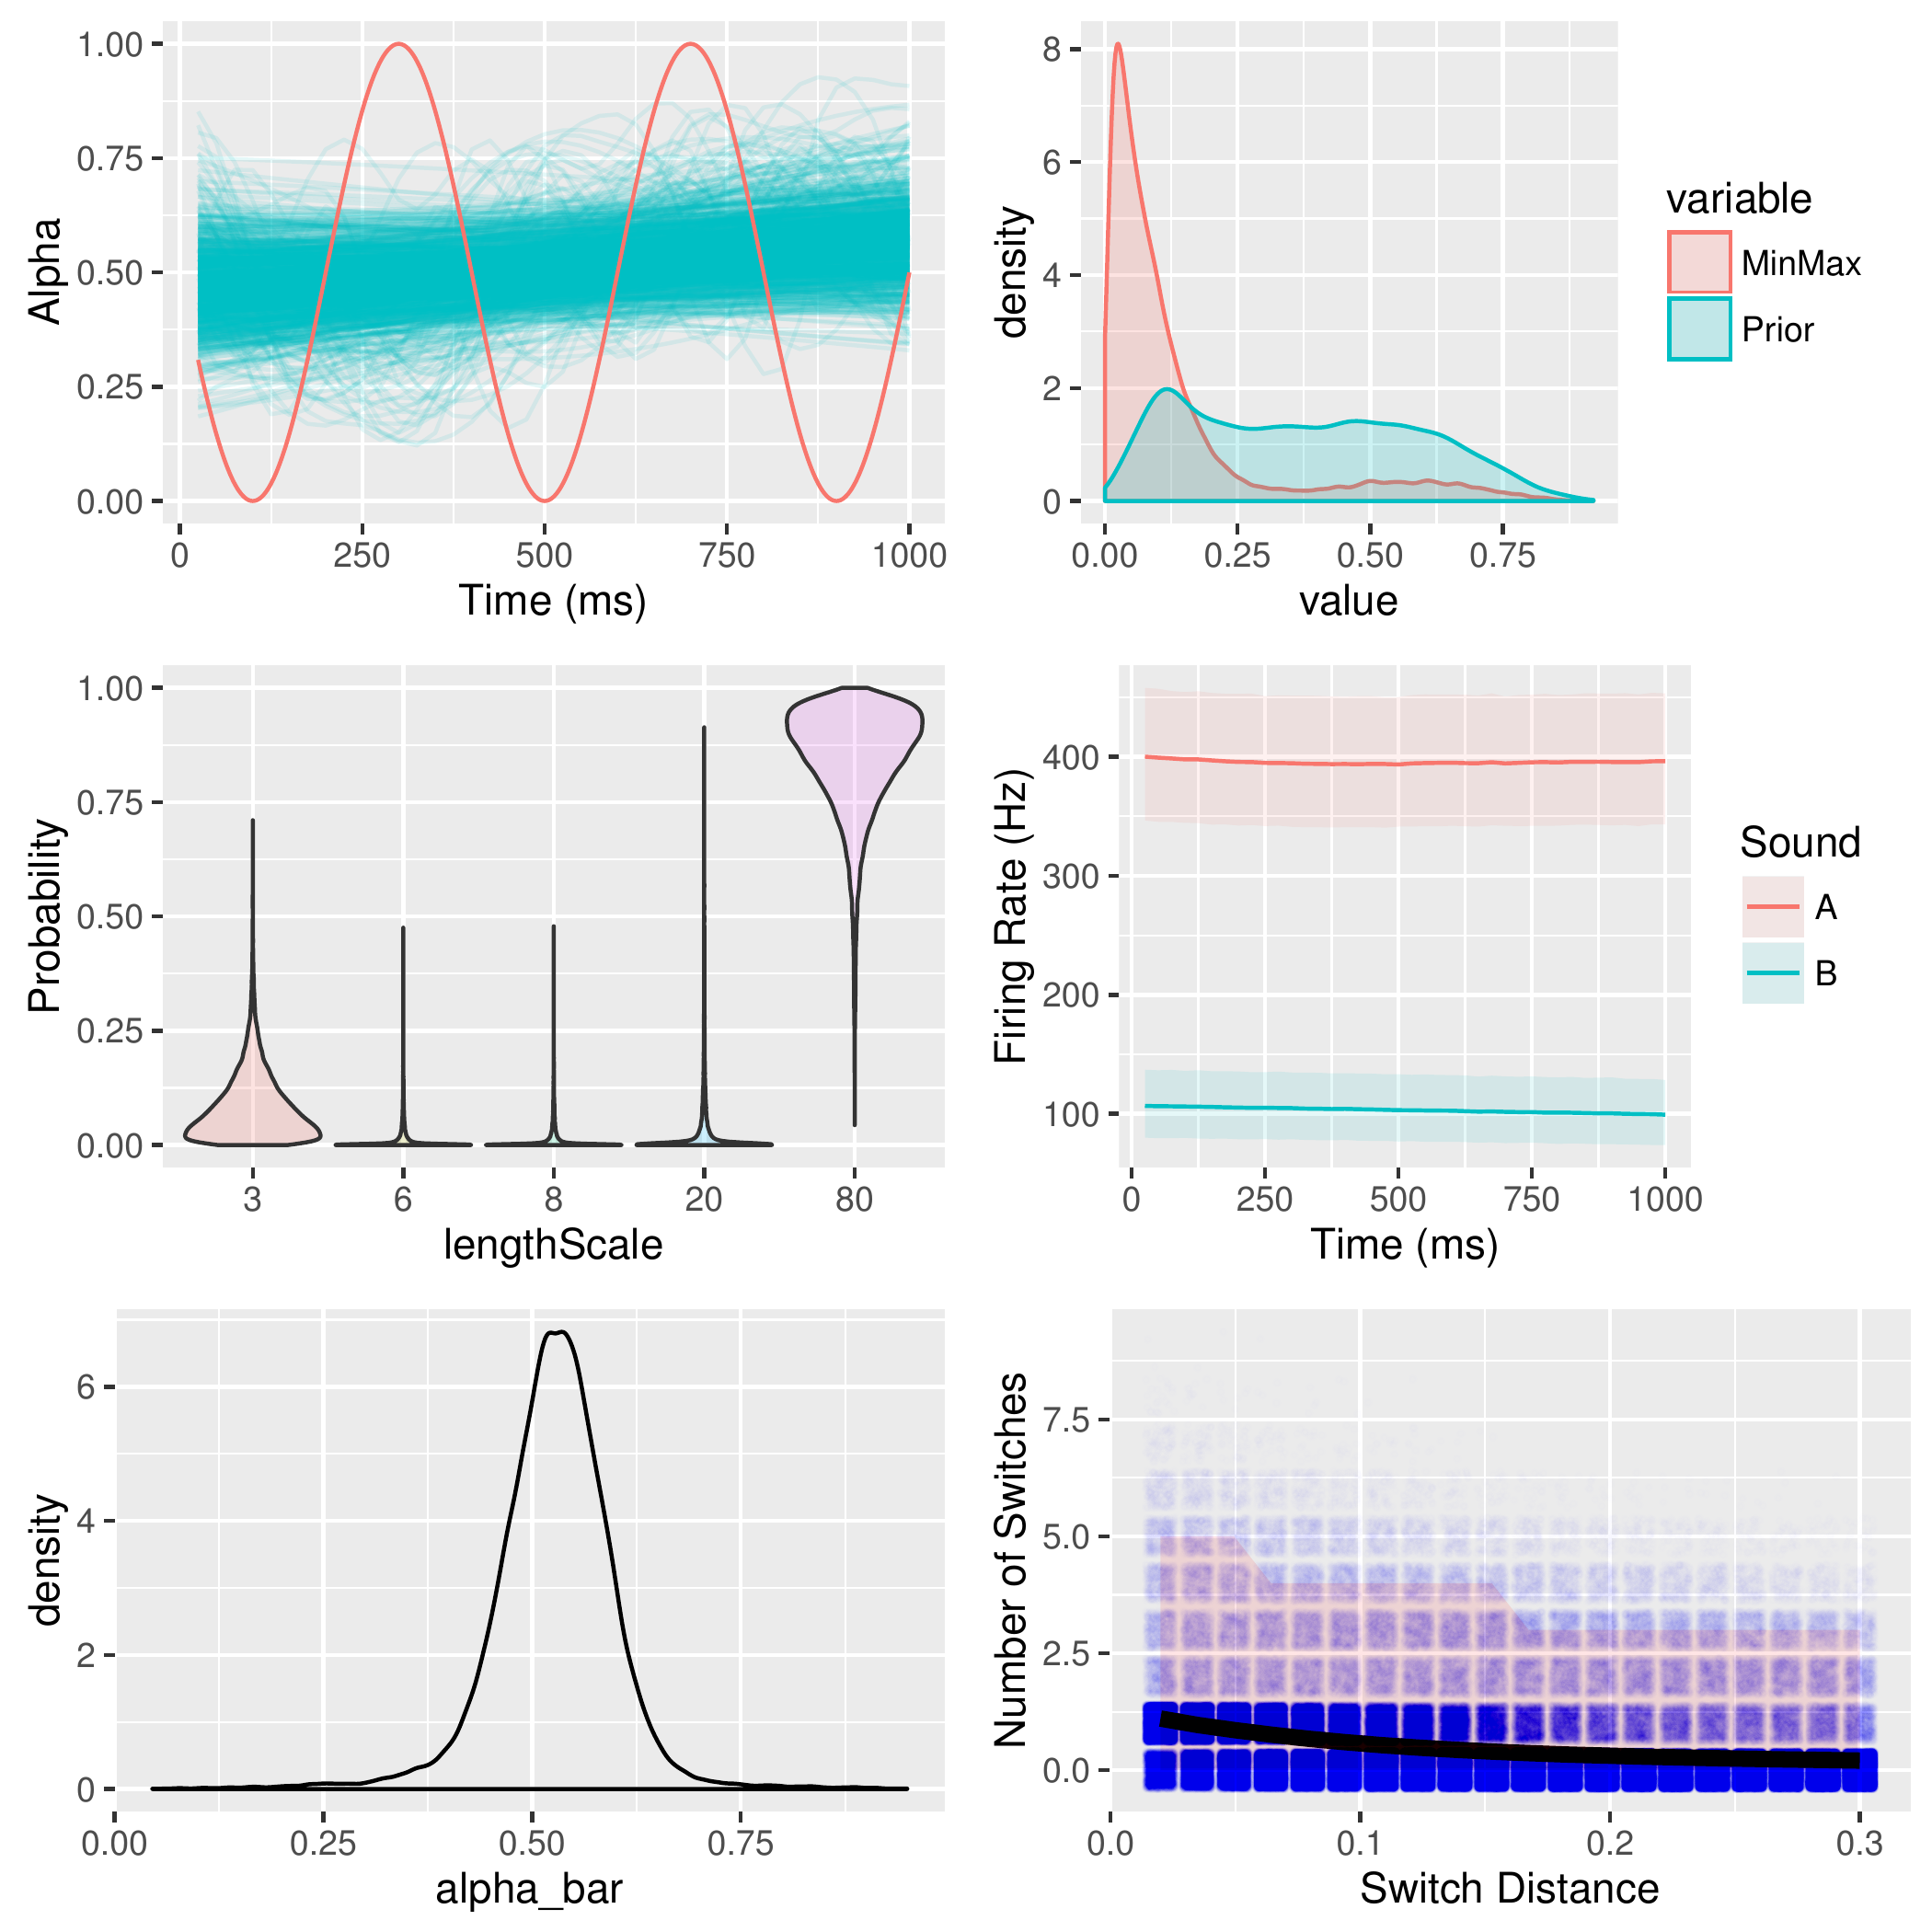 1.00
0.75
0.50
0.25
0.00
Alpha
0 250 500 750 1000
Time (ms)
8
6
4
2
0
density
0.00 0.25 0.50 0.75
value
variable
MinMax
Prior
1.00
0.75
0.50
0.25
0.00
Probability
3 6 8 20 80
lengthScale
400
300
200
100
Firing Rate (Hz)
0 250 500 750 1000
Time (ms)
Sound
A
B
6
4
2
0
density
0.00 0.25 0.50 0.75
alpha_bar
7.5
5.0
2.5
0.0
Number of Switches
0.0 0.1 0.2 0.3
Switch Distance